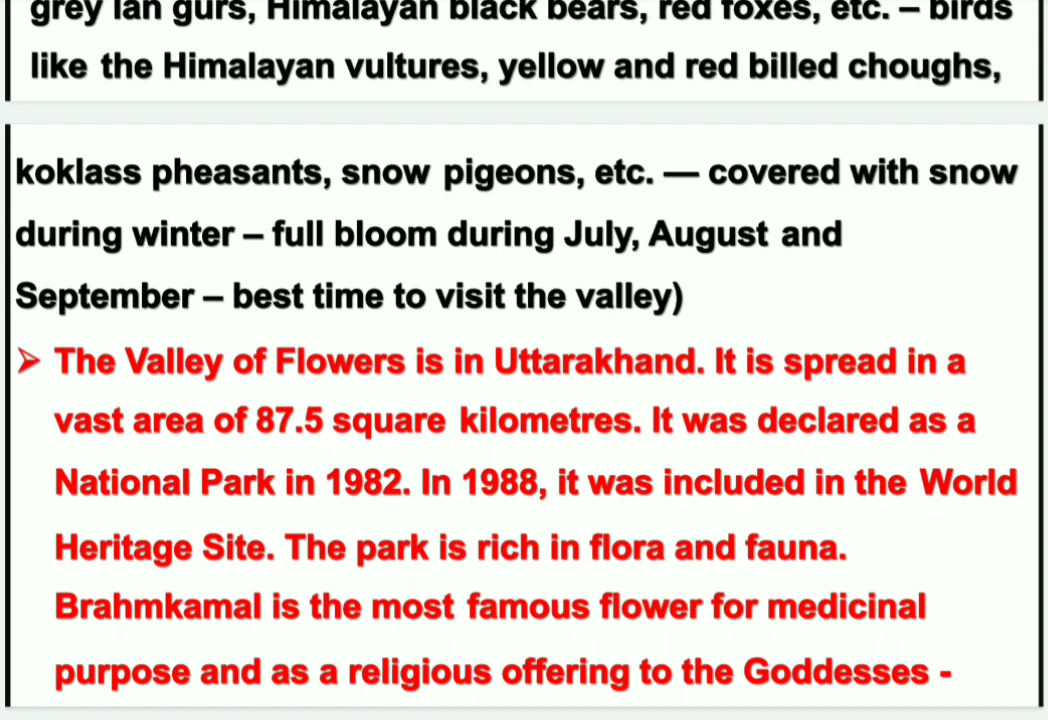 grey lan gurs, Himalayan black bears, red foxes, etc. – birds
like the Himalayan vultures, yellow and red billed choughs,
koklass pheasants, snow pigeons, etc. — covered with snow
during winter – full bloom during July, August and
September – best time to visit the valley)
➢ The Valley of Flowers is in Uttarakhand. It is spread in a
vast area of 87.5 square kilometres. It was declared as a
National Park in 1982. In 1988, it was included in the World
Heritage Site. The park is rich in flora and fauna.
Brahmkamal is the most famous flower for medicinal
purpose and as a religious offering to the Goddesses -